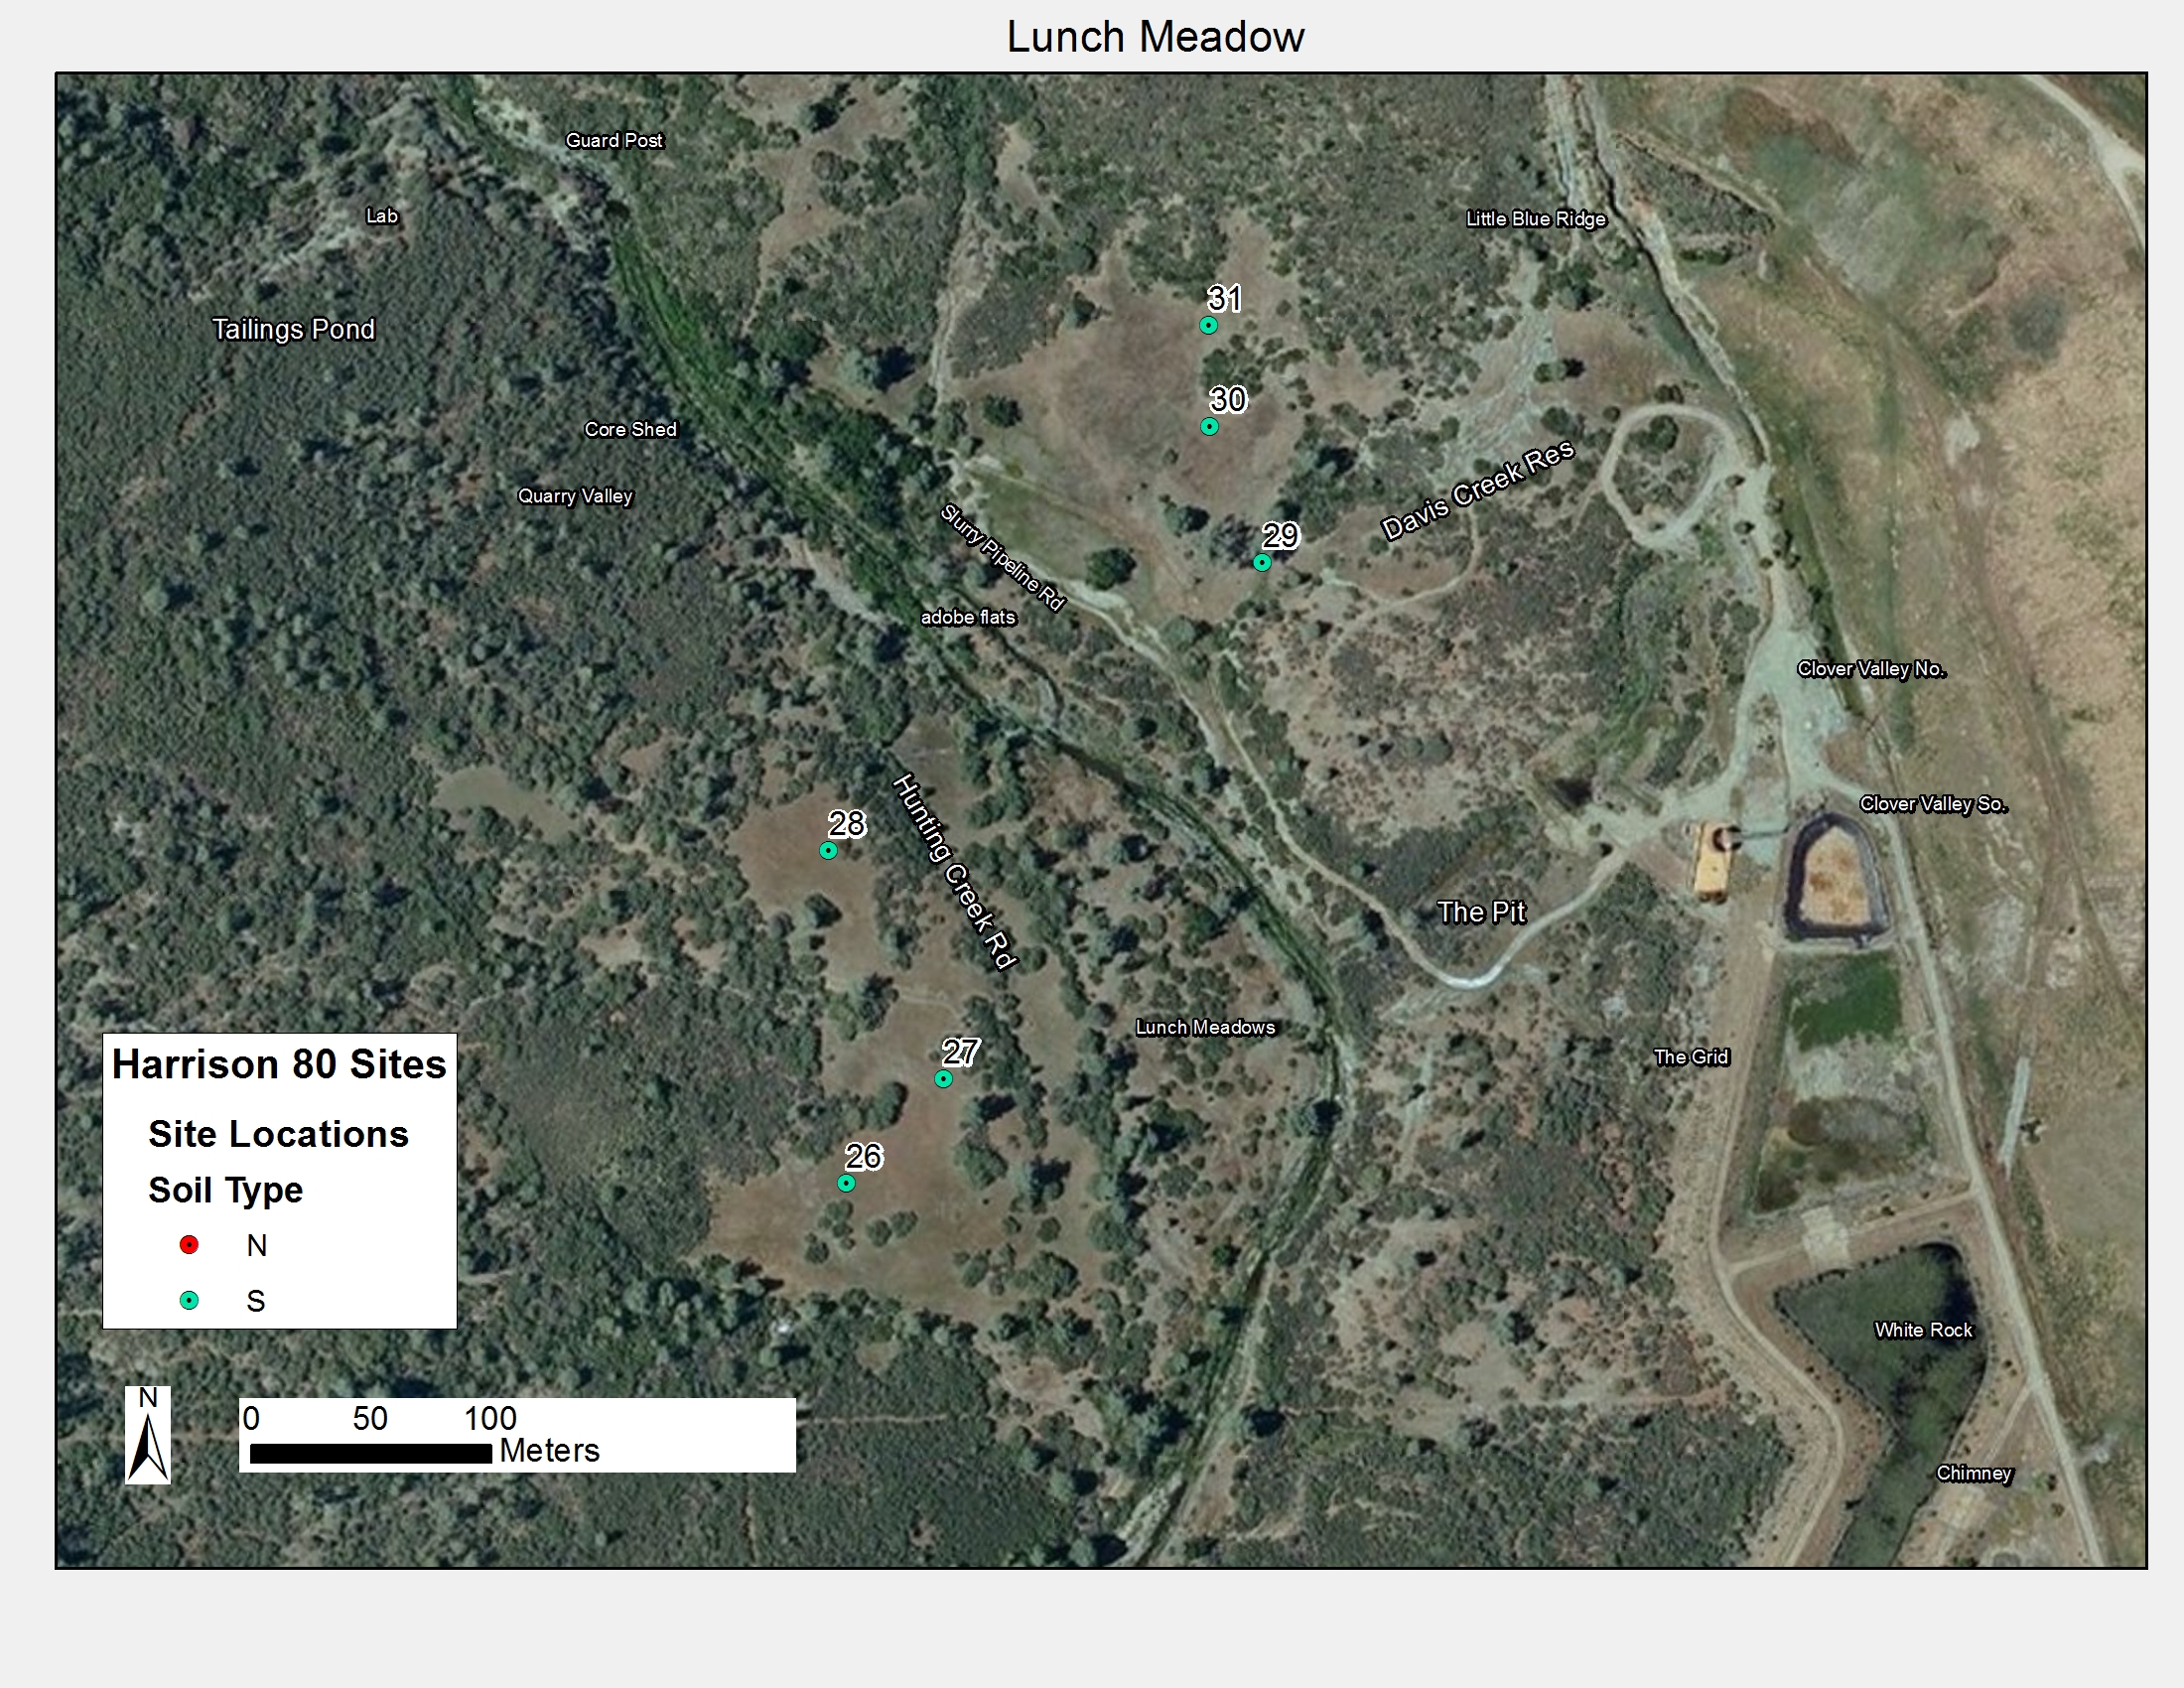 Lunch Meadow
Guard Post
Lab
Little Blue Ridge
31
Tailings Pond
30
Core Shed
Davis Creek Res
Quarry Valley
Slurry Pipeline Rd
29
adobe flats
Clover Valley No.
Hunting Creek Rd
28
Clover Valley So.
The Pit
Lunch Meadows
27
The Grid
26
Harrison 80 Sites
Site Locations
Soil Type
N
S
White Rock
N
0 50 100
Meters
Chimney